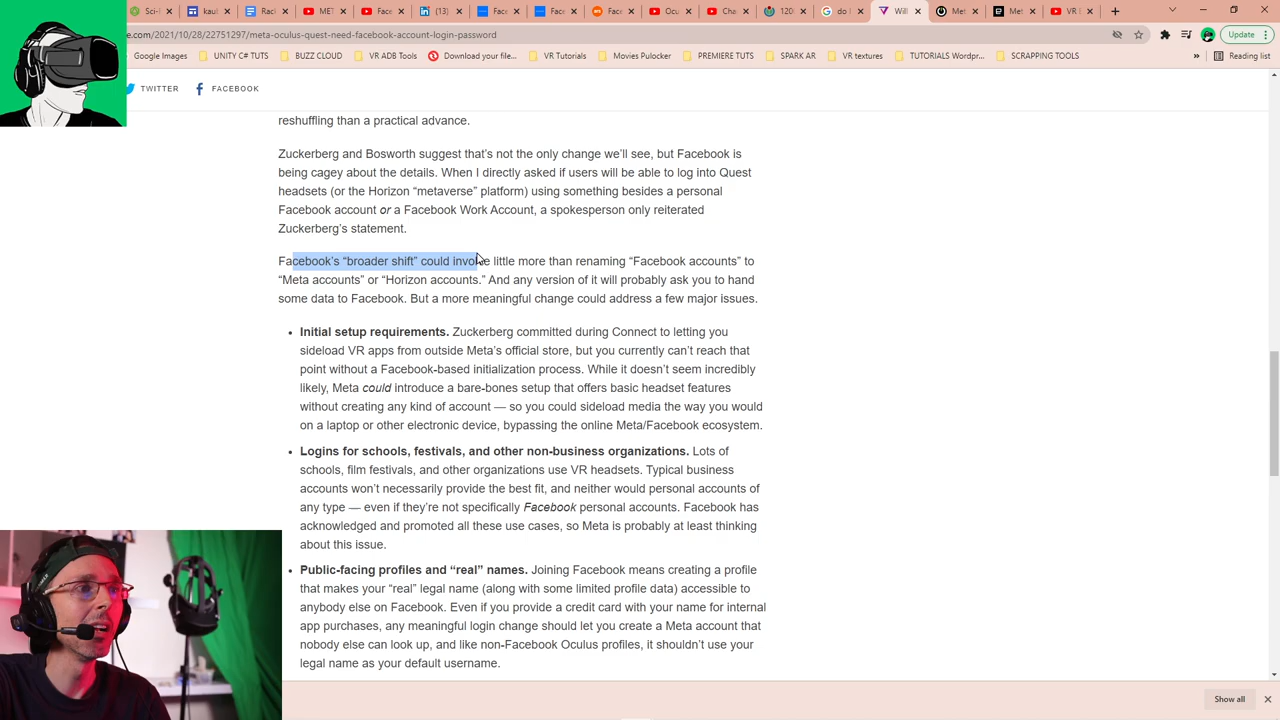 Sci-f
kaul
Rac
MET
Face
(13)
Fac
Fac
Fac
Ocu
Cha
120(
do l
Will
Met
Met
VR I
e.com/2021/10/28/22751297/meta-oculus-quest-need-facebook-account-login-password
Update
Google Images
UNITY C# TUTS
BUZZ CLOUD
VR ADB Tools
Download your file...
VR Tutorials
Movies Pulocker
PREMIERE TUTS
SPARK AR
VR textures
TUTORIALS Wordpr...
SCRAPPING TOOLS
»
Reading list
TWITTER
FACEBOOK
reshuffling than a practical advance.
Zuckerberg and Bosworth suggest that's not the only change we'll see, but Facebook is
being cagey about the details. When I directly asked if users will be able to log into Quest
headsets (or the Horizon “metaverse” platform) using something besides a personal
Facebook account or a Facebook Work Account, a spokesperson only reiterated
Zuckerberg's statement.
Facebook's “broader shift” could involve little more than renaming “Facebook accounts” to
“Meta accounts” or “Horizon accounts.” And any version of it will probably ask you to hand
some data to Facebook. But a more meaningful change could address a few major issues.
• Initial setup requirements. Zuckerberg committed during Connect to letting you
sideload VR apps from outside Meta's official store, but you currently can't reach that
point without a Facebook-based initialization process. While it doesn't seem incredibly
likely, Meta could introduce a bare-bones setup that offers basic headset features
without creating any kind of account — so you could sideload media the way you would
on a laptop or other electronic device, bypassing the online Meta/Facebook ecosystem.
• Logins for schools, festivals, and other non-business organizations. Lots of
schools, film festivals, and other organizations use VR headsets. Typical business
accounts won't necessarily provide the best fit, and neither would personal accounts of
any type — even if they're not specifically Facebook personal accounts. Facebook has
acknowledged and promoted all these use cases, so Meta is probably at least thinking
about this issue.
• Public-facing profiles and “real” names. Joining Facebook means creating a profile
that makes your “real” legal name (along with some limited profile data) accessible to
anybody else on Facebook. Even if you provide a credit card with your name for internal
app purchases, any meaningful login change should let you create a Meta account that
nobody else can look up, and like non-Facebook Oculus profiles, it shouldn't use your
legal name as your default username.
Show all